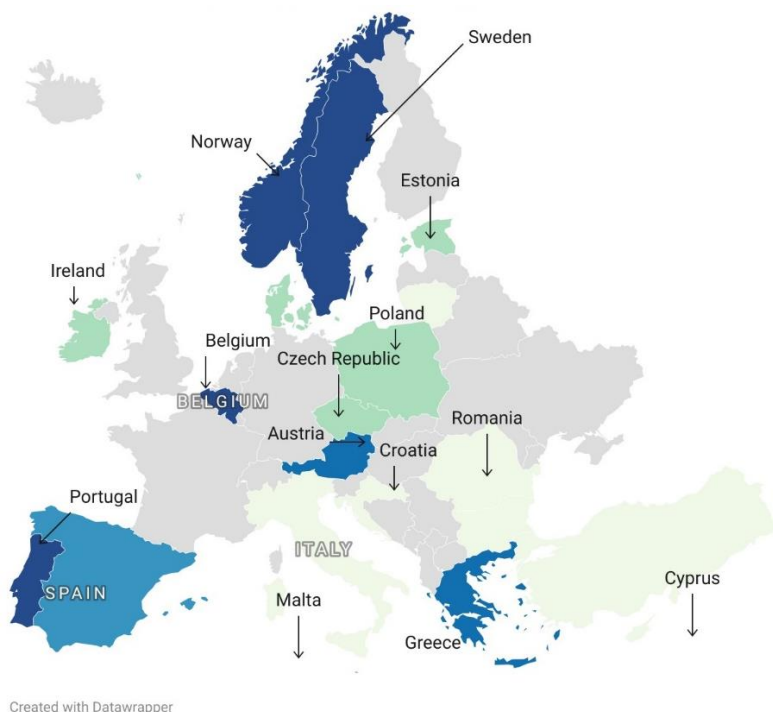 Sweden
Norway
Estonia
Ireland
Poland
Belgium
Czech Republic
BELGIUM
Romania
Austria
Croatia
Portugal
ITALY
SPAIN
Malta
Cyprus
Greece
Created with Datawrapper